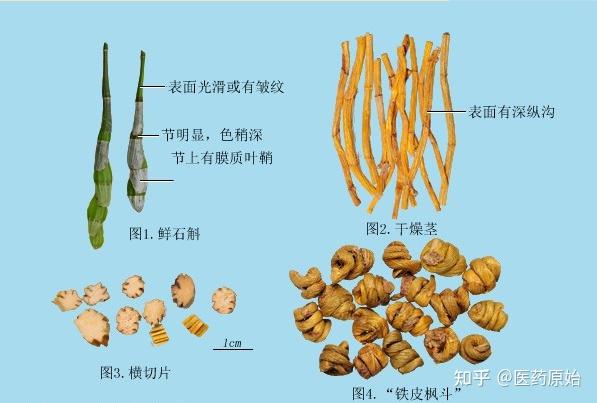 表面光滑或有皱纹
节明显，色稍深
节上有膜质叶鞘
图1.鲜石斛
表面有深纵沟
图2.干燥茎
图3.横切片
1cm
图4.“铁皮枫斗”
知乎 @医药原始